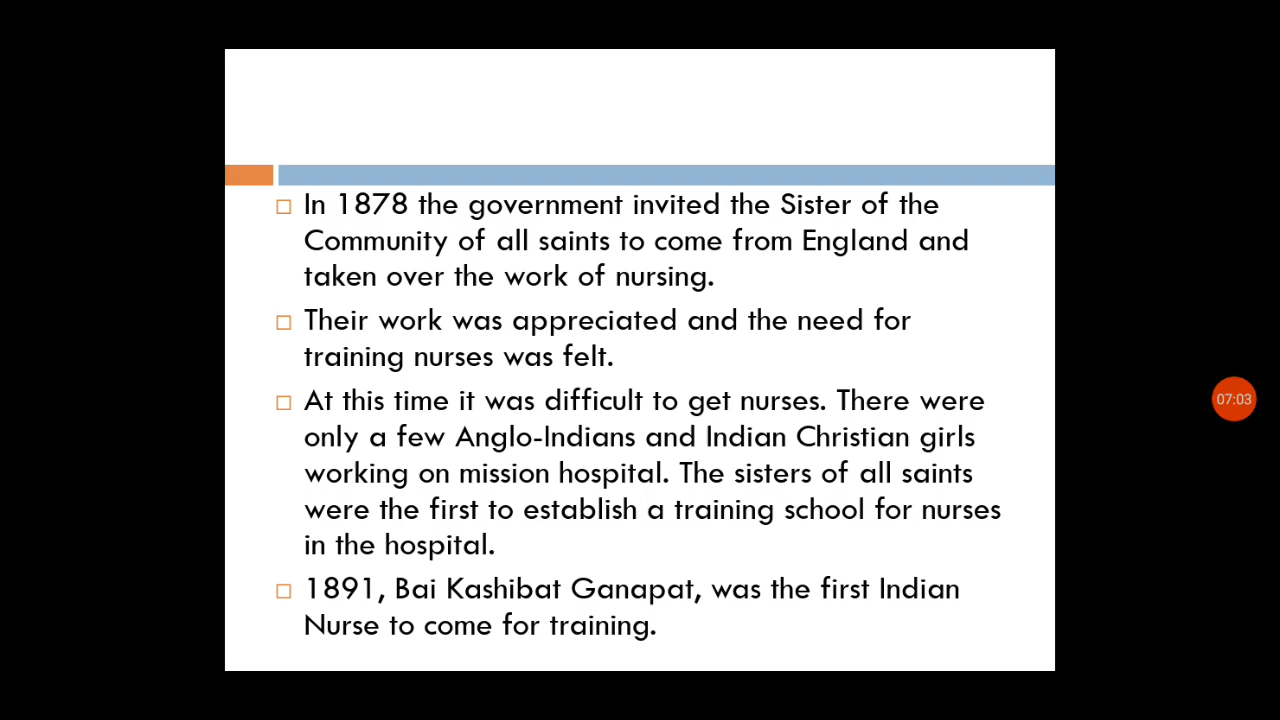 In 1878 the government invited the Sister of the
Community of all saints to come from England and
taken over the work of nursing.
Their work was appreciated and the need for
training nurses was felt.
At this time it was difficult to get nurses. There were
only a few Anglo-Indians and Indian Christian girls
working on mission hospital. The sisters of all saints
were the first to establish a training school for nurses
in the hospital.
1891, Bai Kashibat Ganapat, was the first Indian
Nurse to come for training.
07:03